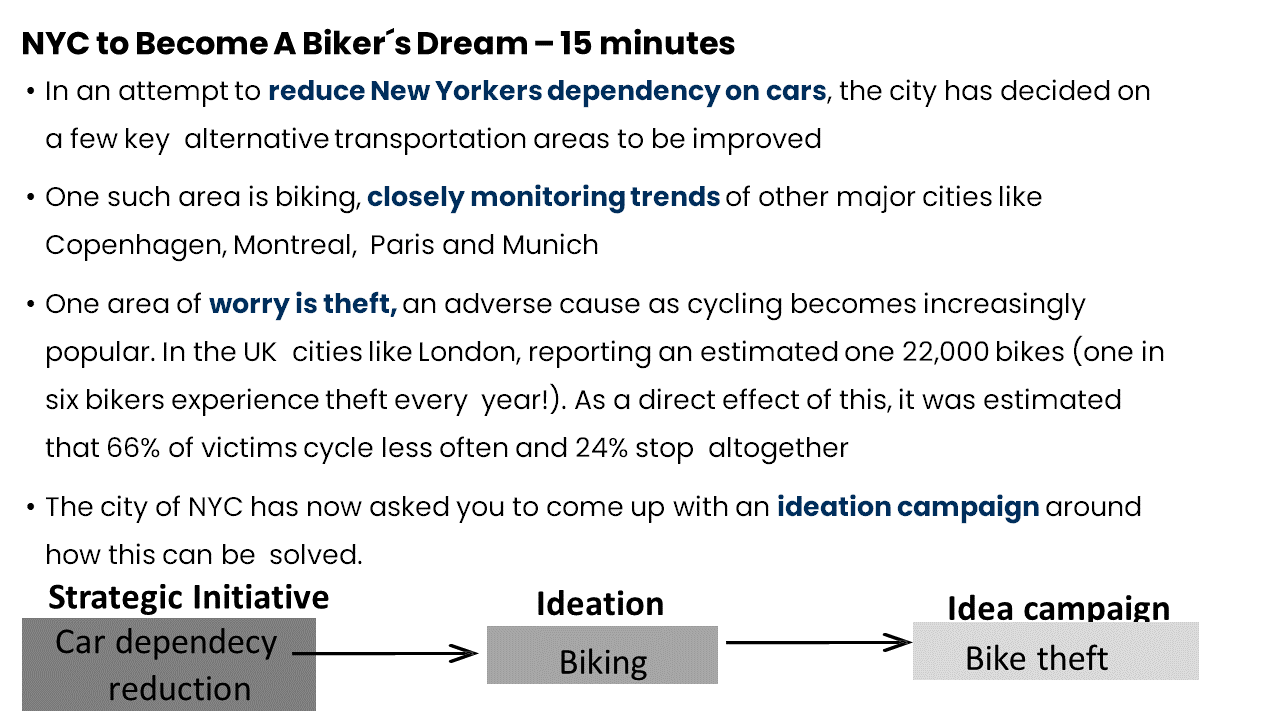 NYC to Become A Biker´s Dream – 15 minutes
• In an attempt to reduce New Yorkers dependency on cars, the city has decided on
a few key alternative transportation areas to be improved
• One such area is biking, closely monitoring trends of other major cities like
Copenhagen, Montreal, Paris and Munich
• One area of worry is theft, an adverse cause as cycling becomes increasingly
popular. In the UK cities like London, reporting an estimated one 22,000 bikes (one in
six bikers experience theft every year!). As a direct effect of this, it was estimated
that 66% of victims cycle less often and 24% stop altogether
• The city of NYC has now asked you to come up with an ideation campaign around
how this can be solved.
Strategic Initiative
Car dependecy
reduction
Ideation
Biking
Idea campaign
Bike theft